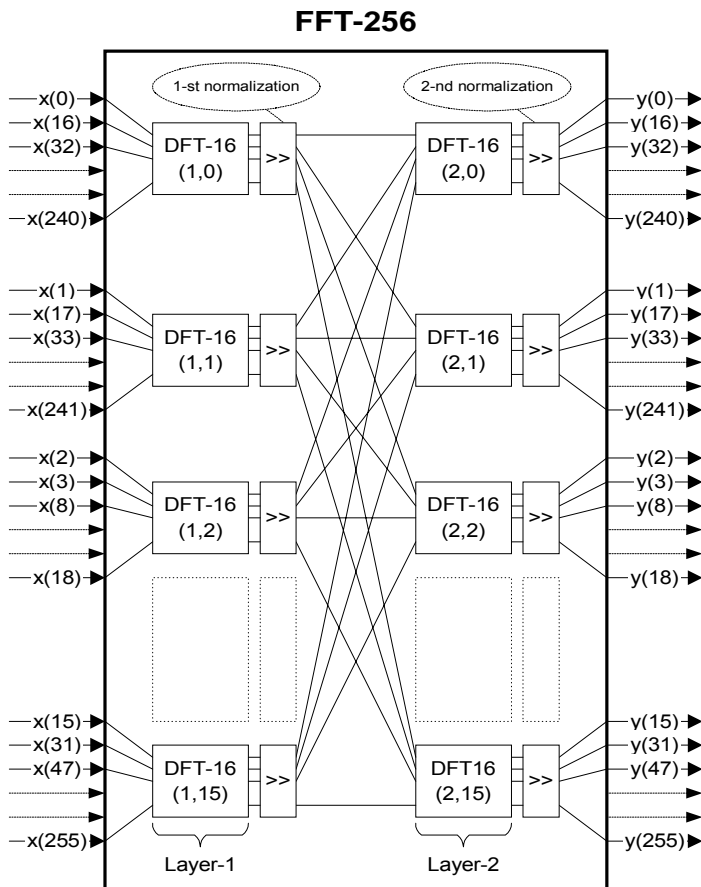 FFT-256
1-st normalization
2-nd normalization
x(0)
x(16)
x(32)
x(240)
DFT-16
(1,0)
>>
DFT-16
(2,0)
>>
y(0)
y(16)
y(32)
y(240)
x(1)
x(17)
x(33)
x(241)
DFT-16
(1,1)
>>
DFT-16
(2,1)
>>
y(1)
y(17)
y(33)
y(241)
x(2)
x(3)
x(8)
x(18)
DFT-16
(1,2)
>>
DFT-16
(2,2)
>>
y(2)
y(3)
y(8)
y(18)
x(15)
x(31)
x(47)
x(255)
DFT-16
(1,15)
>>
DFT16
(2,15)
>>
y(15)
y(31)
y(47)
y(255)
Layer-1
Layer-2